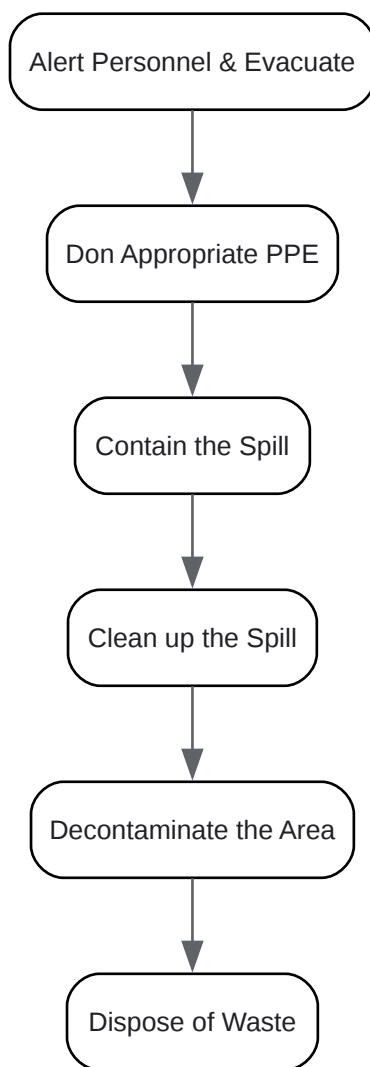 Alert Personnel & Evacuate
Don Appropriate PPE
Contain the Spill
Clean up the Spill
Decontaminate the Area
Dispose of Waste